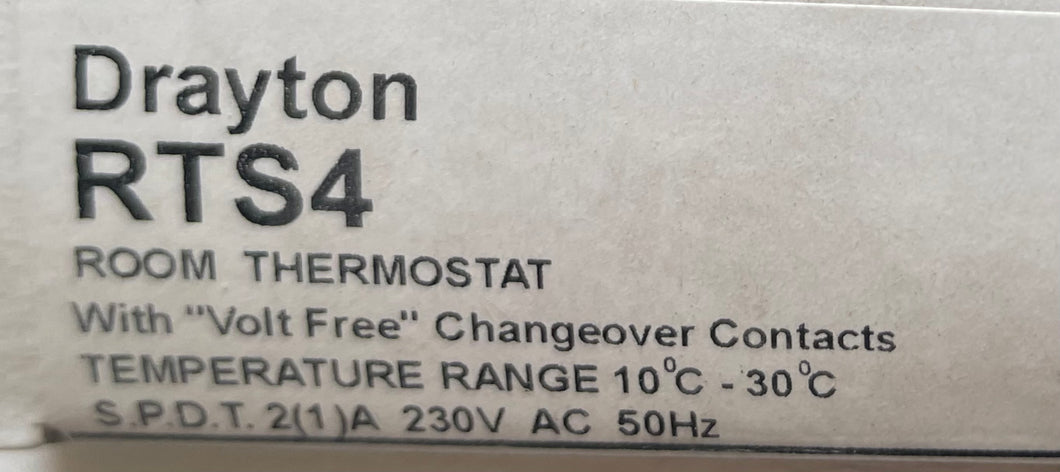 Drayton
RTS4
ROOM THERMOSTAT
With "Volt Free" Changeover Contacts
TEMPERATURE RANGE 10°C - 30°C
S.P.D.T. 2(1)A 230V AC 50Hz